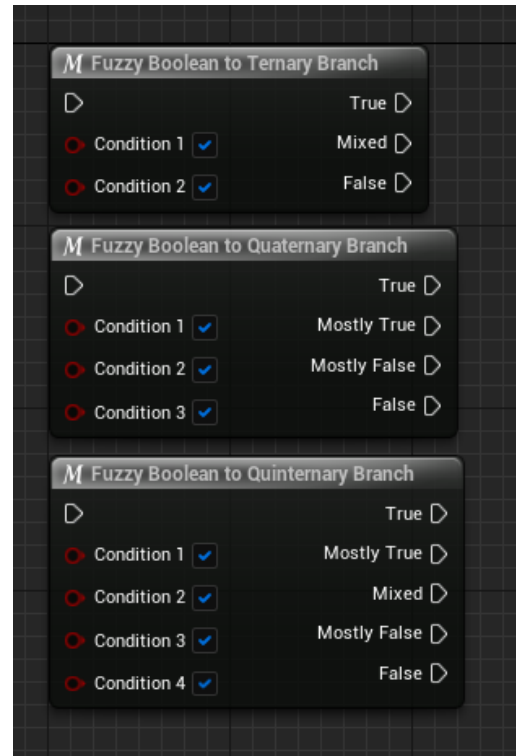 M Fuzzy Boolean to Ternary Branch
True
Condition 1 Mixed
Condition 2 False
M Fuzzy Boolean to Quaternary Branch
True
Condition 1 Mostly True
Condition 2 Mostly False
Condition 3 False
M Fuzzy Boolean to Quinternary Branch
True
Condition 1 Mostly True
Condition 2 Mixed
Condition 3 Mostly False
Condition 4 False